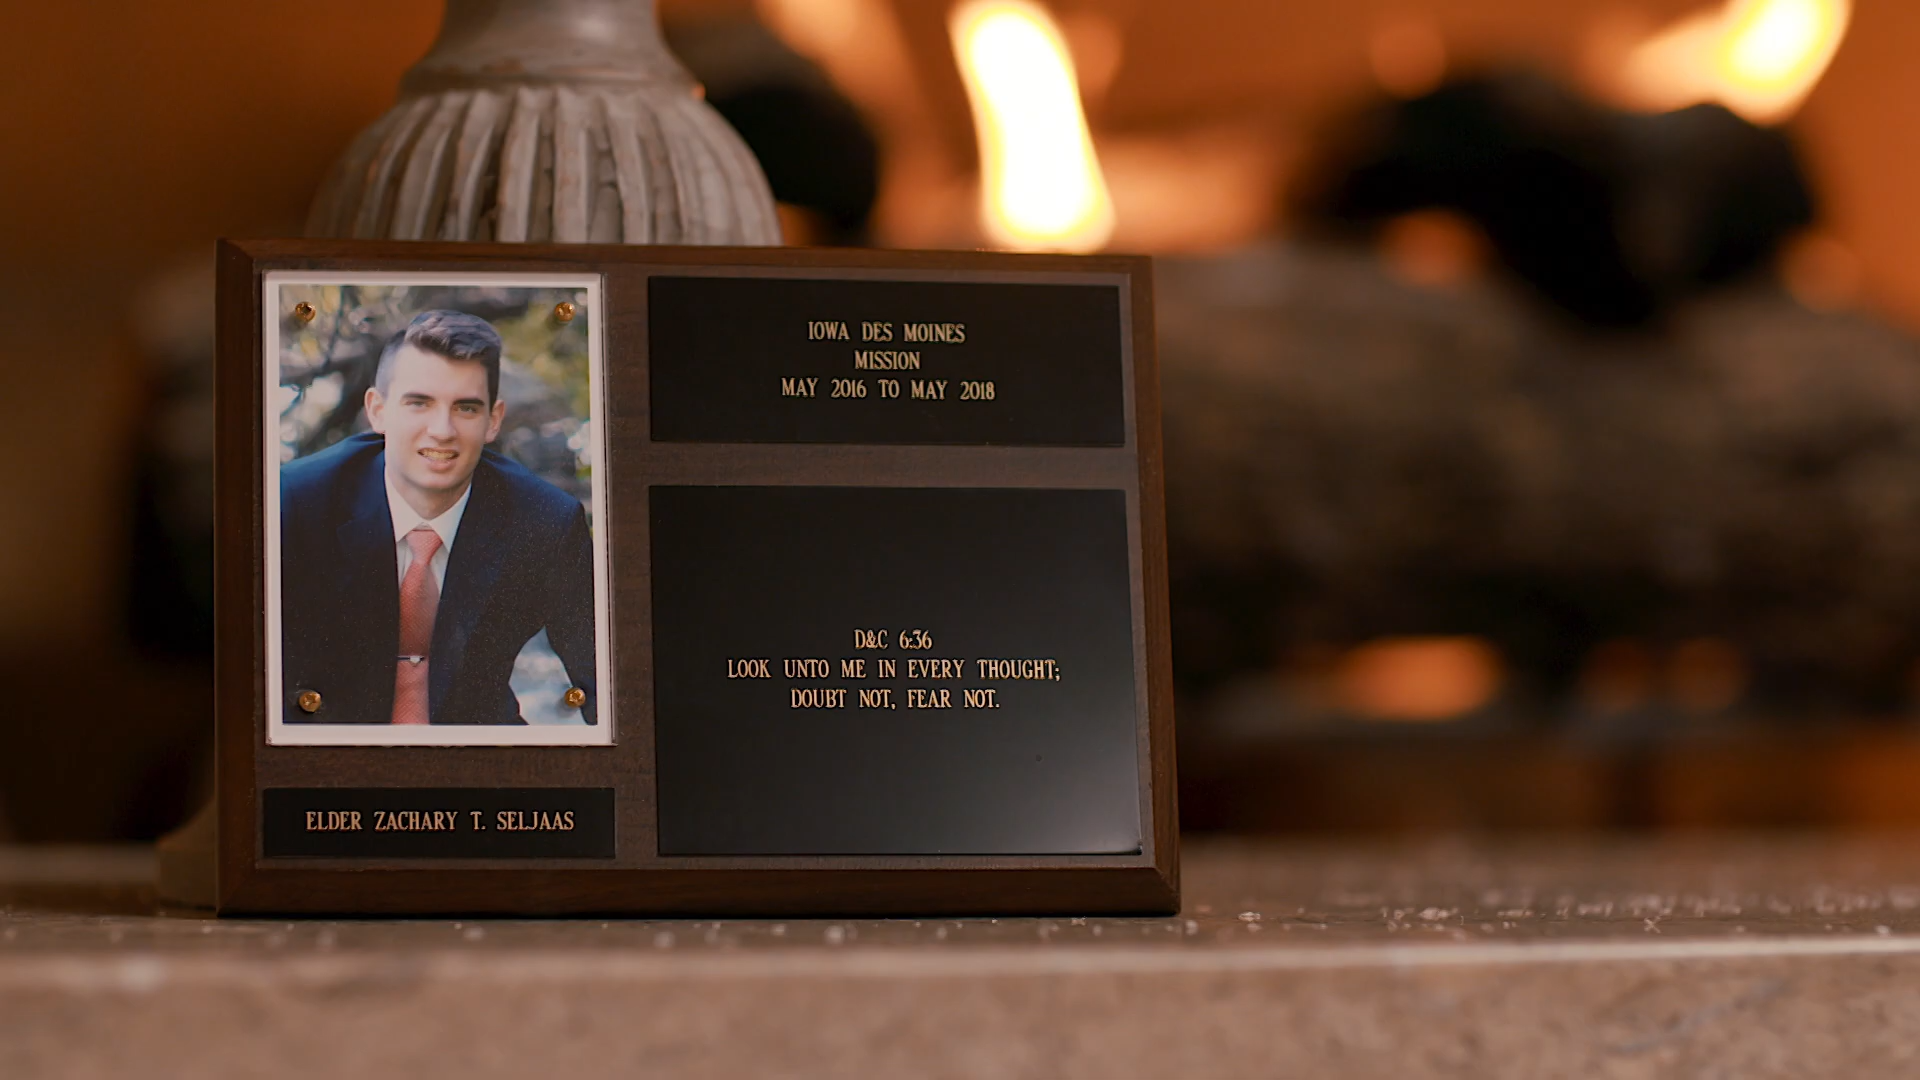 IOWA DES MOINES
MISSION
MAY 2016 TO MAY 2018
D&C 6:36
LOOK UNTO ME IN EVERY THOUGHT;
DOUBT NOT, FEAR NOT.
ELDER ZACHARY T. SELJAAS